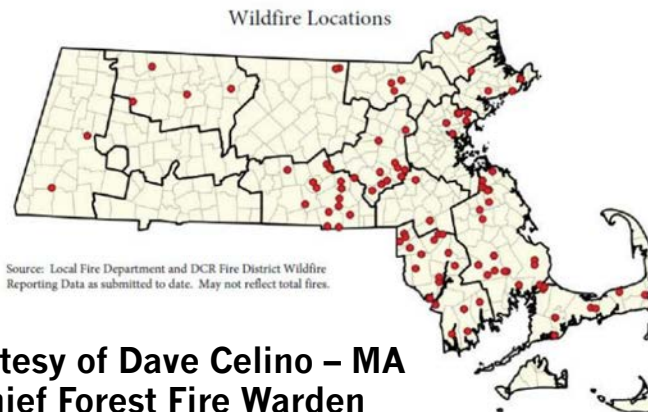 Wildfire Locations
Source: Local Fire Department and DCR Fire District Wildfire
Reporting Data as submitted to date. May not reflect total fires.
tesy of Dave Celino – MA
hief Forest Fire Warden